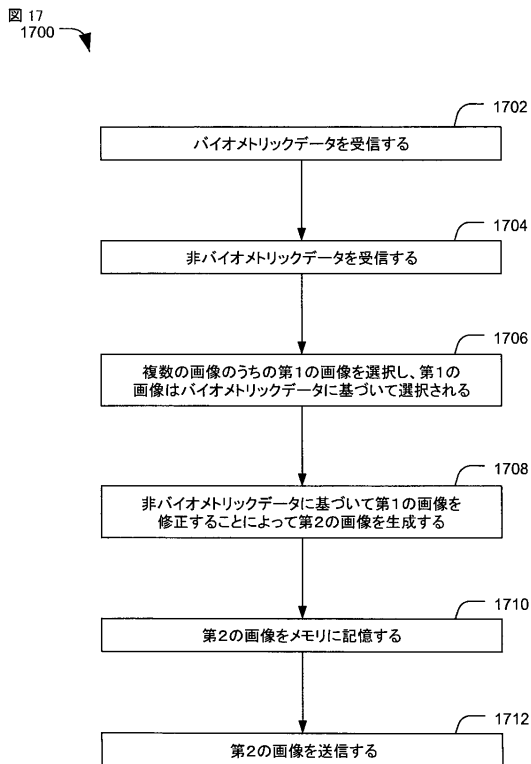 図 17
1700
1702
バイオメトリックデータを受信する
1704
非バイオメトリックデータを受信する
1706
複数の画像のうちの第1の画像を選択し、第1の
画像はバイオメトリックデータに基づいて選択される
1708
非バイオメトリックデータに基づいて第1の画像を
修正することによって第2の画像を生成する
1710
第2の画像をメモリに記憶する
1712
第2の画像を送信する